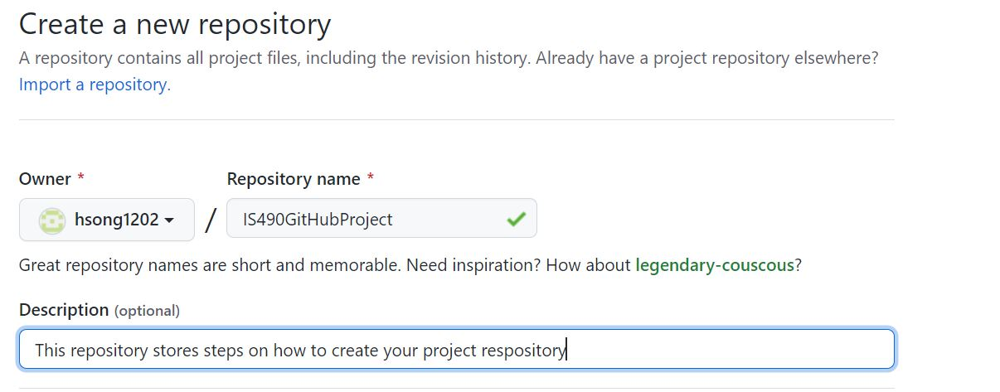 Create a new repository
A repository contains all project files, including the revision history. Already have a project repository elsewhere?
Import a repository.
Owner * Repository name *
hsong1202 / IS490GitHubProject
Great repository names are short and memorable. Need inspiration? How about legendary-couscous?
Description (optional)
This repository stores steps on how to create your project respository